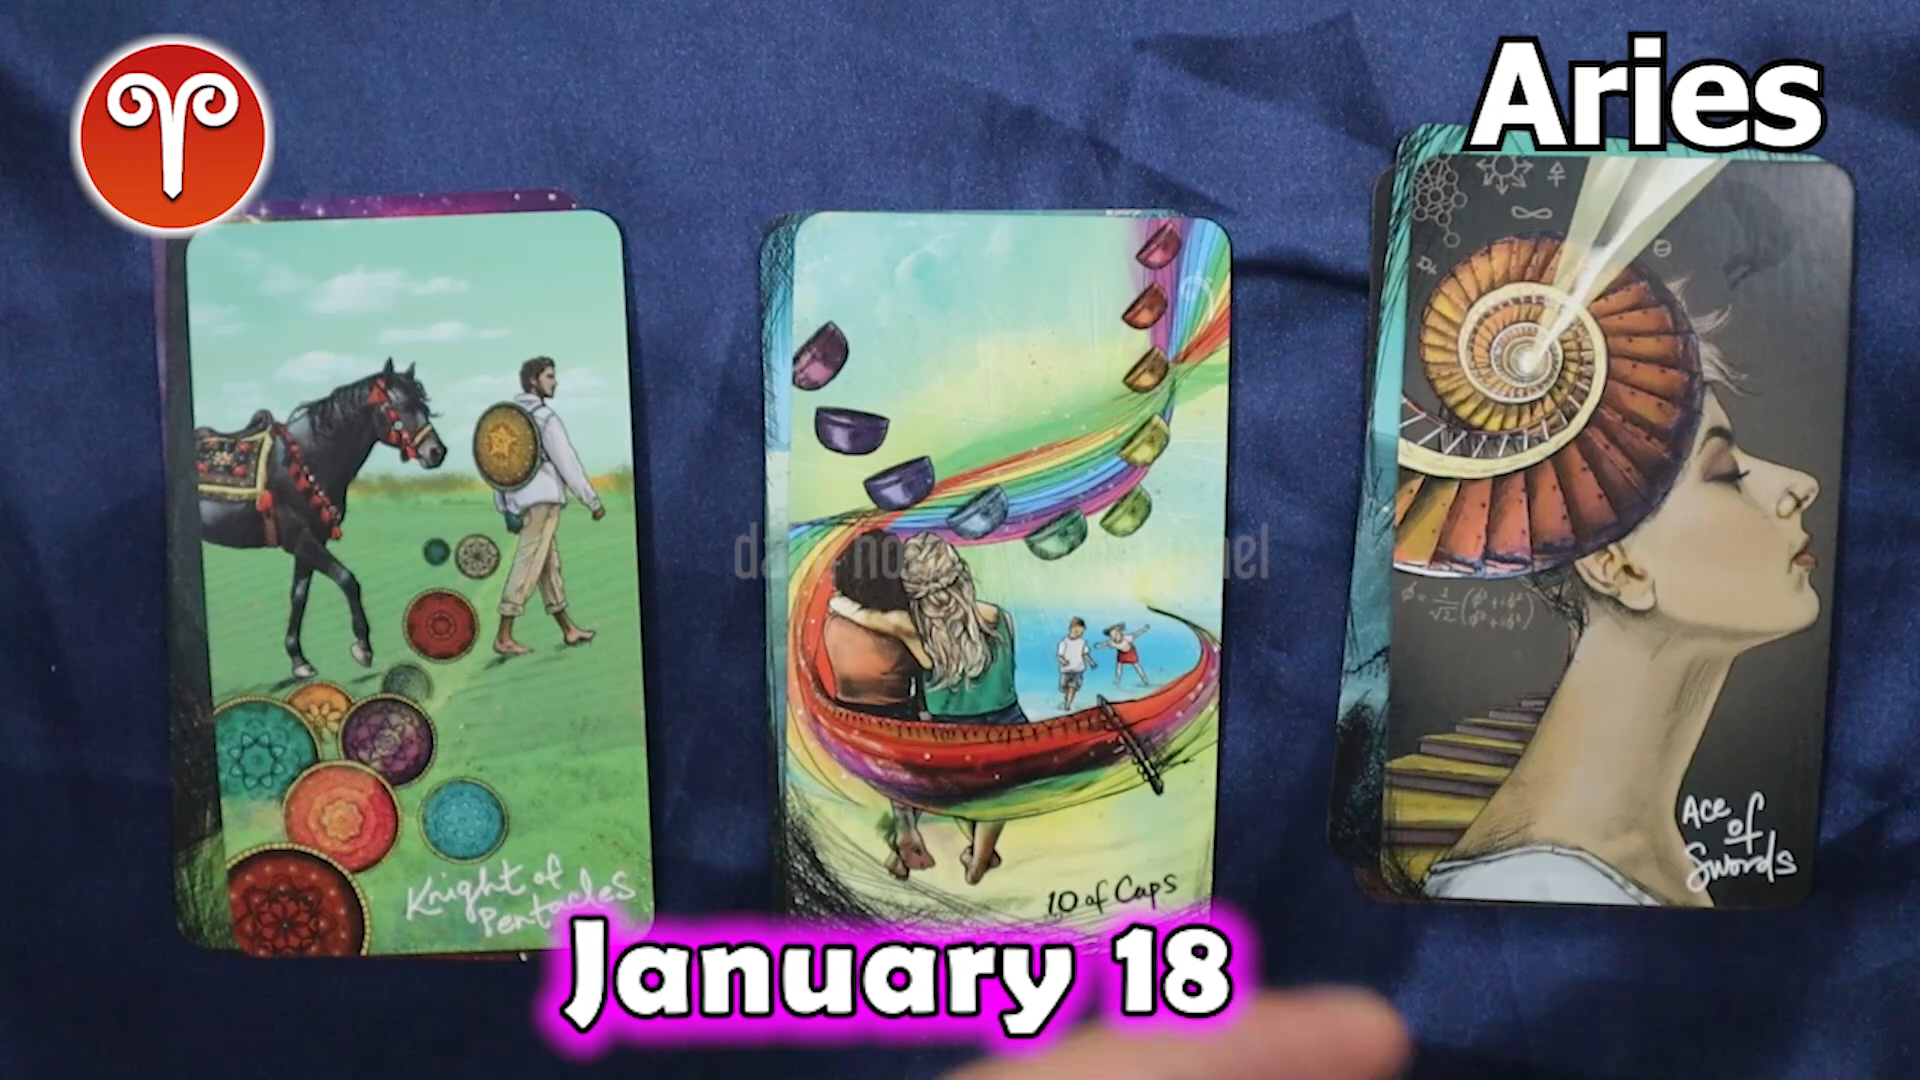 Aries
Knight of
Pentacles
10 of Cups
Ace
of
Swords
January 18